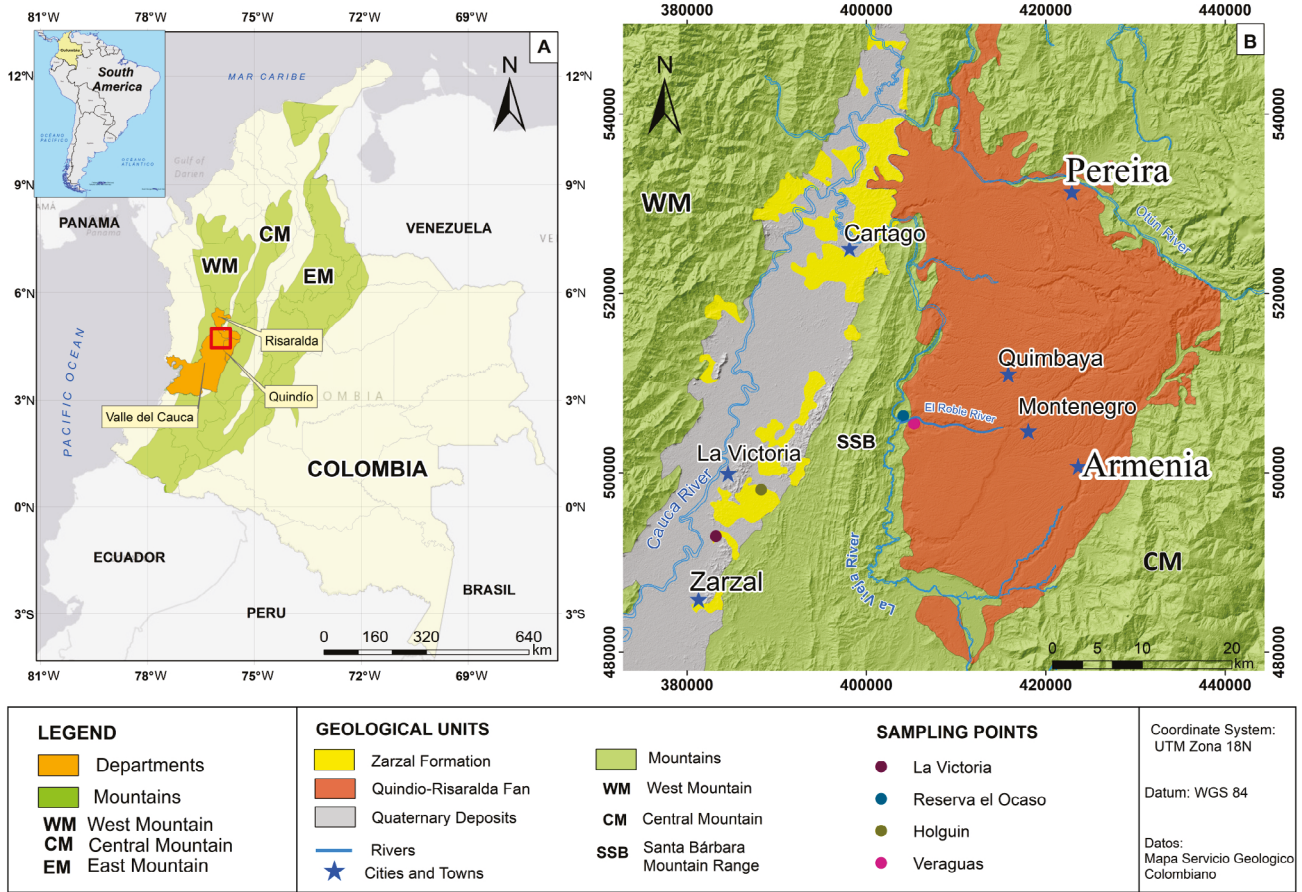 81°W
78°W
75°W
72°W
69°W
A
N
12°N
9°N
6°N
3°N
0°N
3°S
Colombia
South
America
OCÉANO
PACÍFICO
OCÉANO
ATLÁNTICO
MAR CARIBE
Gulf of
Darien
PANAMA
Panama
VENEZUELA
CM
WM
EM
Risaralda
Quindío
Valle del Cauca
PACIFIC OCEAN
OMBIA
COLOMBIA
ECUADOR
PERU
BRASIL
0 160 320 640
km
81°W
78°W
75°W
72°W
69°W
380000
400000
420000
440000
B
N
540000
520000
500000
480000
540000
520000
500000
480000
WM
Pereira
Otún River
Cartago
Quimbaya
El Roble River
Montenegro
SSB
La Victoria
Armenia
Cauca River
La Vieja River
CM
Zarzal
0 5 10 20
km
380000
400000
420000
440000
LEGEND
Departments
Mountains
WM West Mountain
CM Central Mountain
EM East Mountain
GEOLOGICAL UNITS
Zarzal Formation
Quindio-Risaralda Fan
Quaternary Deposits
Rivers
Cities and Towns
Mountains
WM West Mountain
CM Central Mountain
SSB Santa Bárbara
Mountain Range
SAMPLING POINTS
La Victoria
Reserva el Ocaso
Holguin
Veraguas
Coordinate System:
UTM Zona 18N
Datum: WGS 84
Datos:
Mapa Servicio Geologico
Colombiano